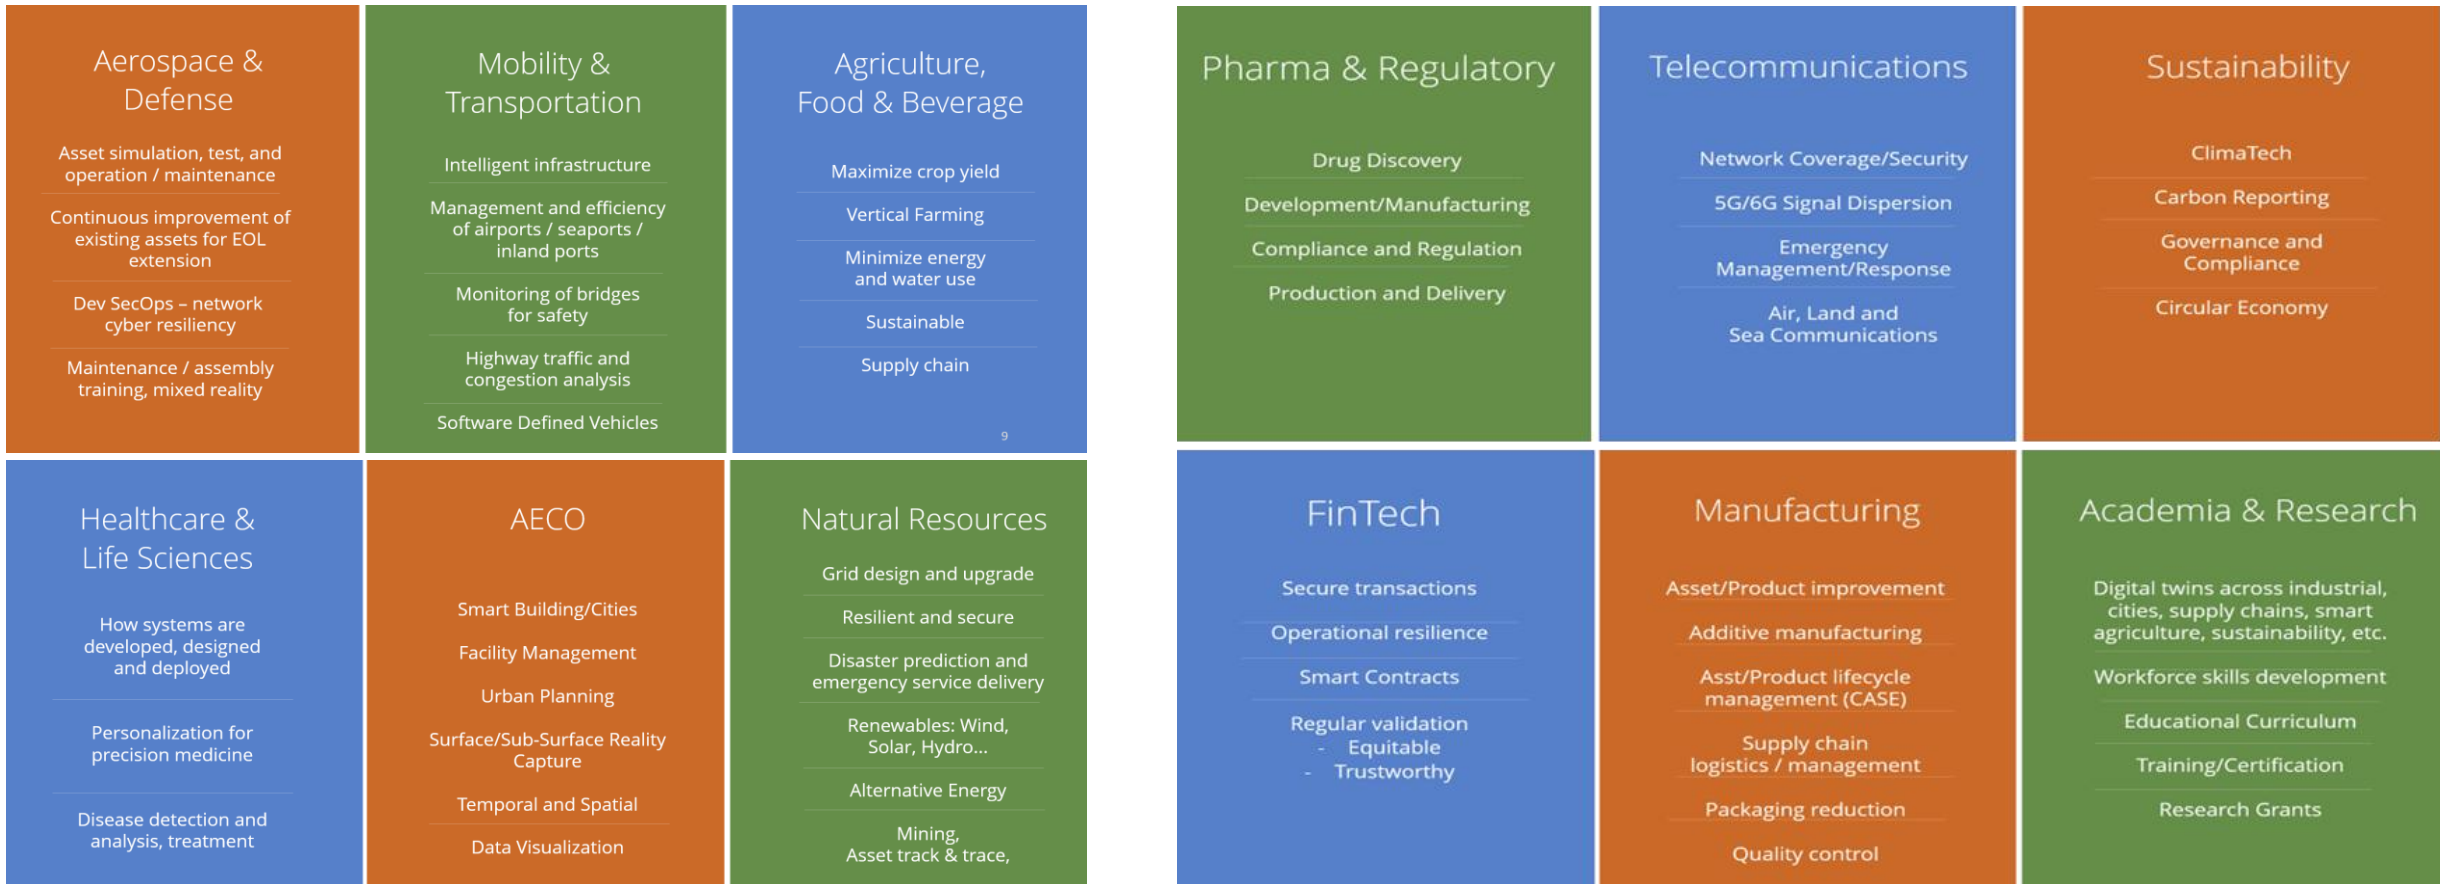 Aerospace &
Defense
Asset simulation, test, and
operation / maintenance
Continuous improvement of
existing assets for EOL
extension
Dev SecOps – network
cyber resiliency
Maintenance / assembly
training, mixed reality
Mobility &
Transportation
Intelligent infrastructure
Management and efficiency
of airports / seaports /
inland ports
Monitoring of bridges
for safety
Highway traffic and
congestion analysis
Software Defined Vehicles
Agriculture,
Food & Beverage
Maximize crop yield
Vertical Farming
Minimize energy
and water use
Sustainable
Supply chain
9
Healthcare &
Life Sciences
How systems are
developed, designed
and deployed
Personalization for
precision medicine
Disease detection and
analysis, treatment
AECO
Smart Building/Cities
Facility Management
Urban Planning
Surface/Sub-Surface Reality
Capture
Temporal and Spatial
Data Visualization
Natural Resources
Grid design and upgrade
Resilient and secure
Disaster prediction and
emergency service delivery
Renewables: Wind,
Solar, Hydro...
Alternative Energy
Mining,
Asset track & trace,
Pharma & Regulatory
Drug Discovery
Development/Manufacturing
Compliance and Regulation
Production and Delivery
Telecommunications
Network Coverage/Security
5G/6G Signal Dispersion
Emergency
Management/Response
Air, Land and
Sea Communications
Sustainability
ClimaTech
Carbon Reporting
Governance and
Compliance
Circular Economy
FinTech
Secure transactions
Operational resilience
Smart Contracts
Regular validation
- Equitable
- Trustworthy
Manufacturing
Asset/Product improvement
Additive manufacturing
Asst/Product lifecycle
management (CASE)
Supply chain
logistics / management
Packaging reduction
Quality control
Academia & Research
Digital twins across industrial,
cities, supply chains, smart
agriculture, sustainability, etc.
Workforce skills development
Educational Curriculum
Training/Certification
Research Grants